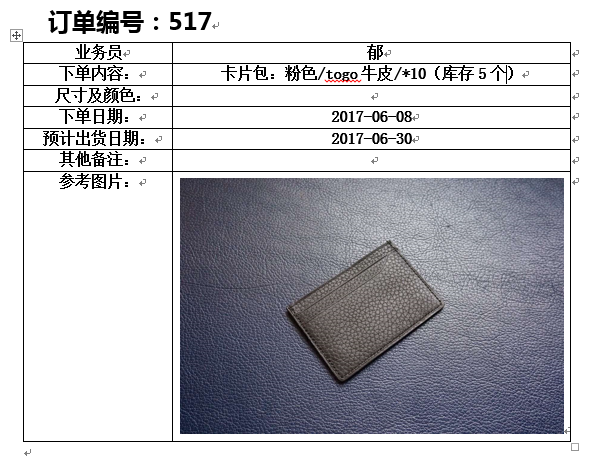 订单编号：517
业务员 郁
下单内容： 卡片包：粉色/togo牛皮/*10（库存5个）
尺寸及颜色：
下单日期： 2017-06-08
预计出货日期： 2017-06-30
其他备注：
参考图片：